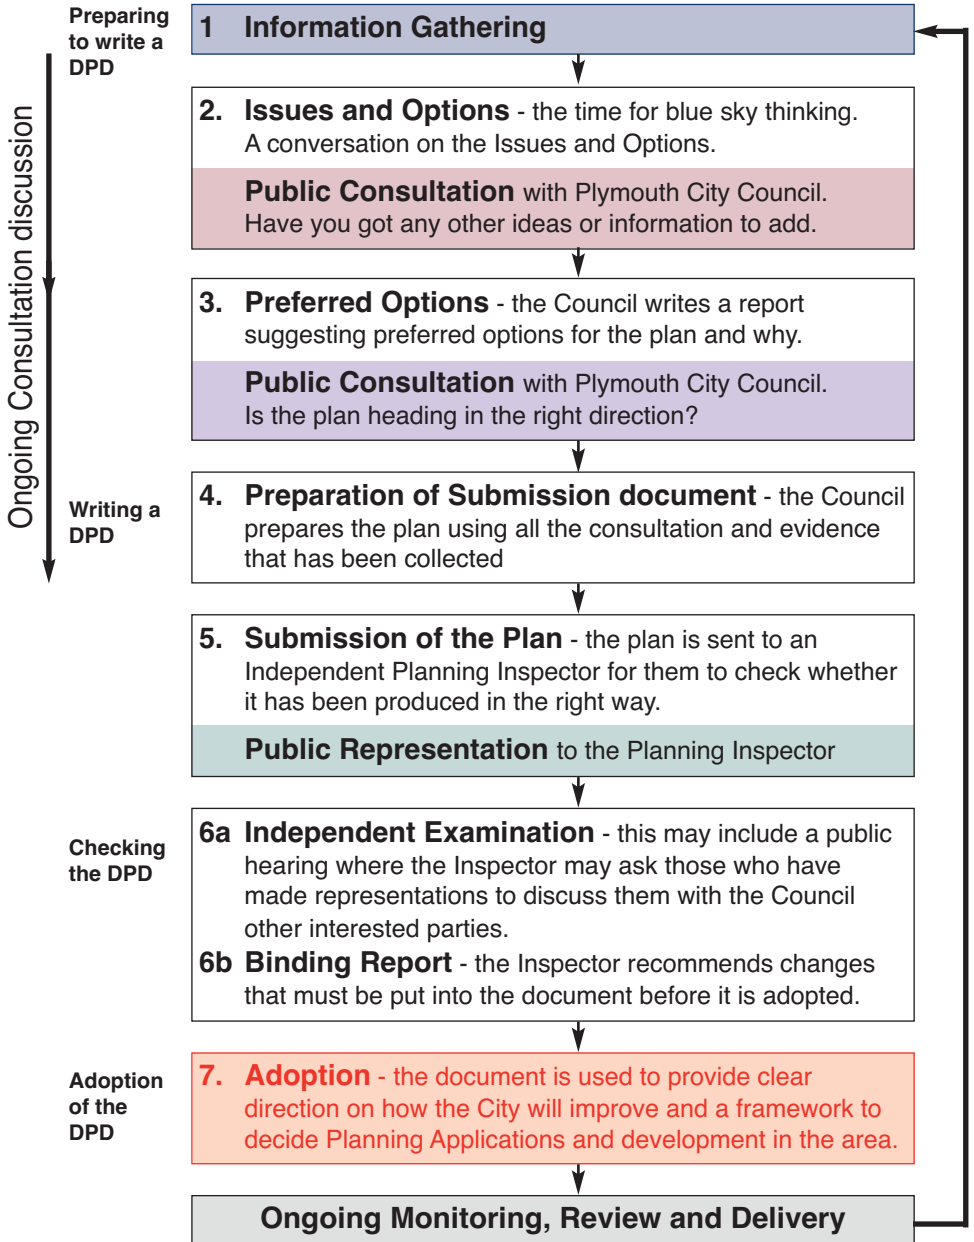 Preparing
to write a
DPD
Ongoing Consultation discussion
1 Information Gathering
2. Issues and Options - the time for blue sky thinking.
A conversation on the Issues and Options.
Public Consultation with Plymouth City Council.
Have you got any other ideas or information to add.
3. Preferred Options - the Council writes a report
suggesting preferred options for the plan and why.
Public Consultation with Plymouth City Council.
Is the plan heading in the right direction?
Writing a
DPD
4. Preparation of Submission document - the Council
prepares the plan using all the consultation and evidence
that has been collected
5. Submission of the Plan - the plan is sent to an
Independent Planning Inspector for them to check whether
it has been produced in the right way.
Public Representation to the Planning Inspector
Checking
the DPD
6a Independent Examination - this may include a public
hearing where the Inspector may ask those who have
made representations to discuss them with the Council
other interested parties.
6b Binding Report - the Inspector recommends changes
that must be put into the document before it is adopted.
Adoption
of the
DPD
7. Adoption - the document is used to provide clear
direction on how the City will improve and a framework to
decide Planning Applications and development in the area.
Ongoing Monitoring, Review and Delivery